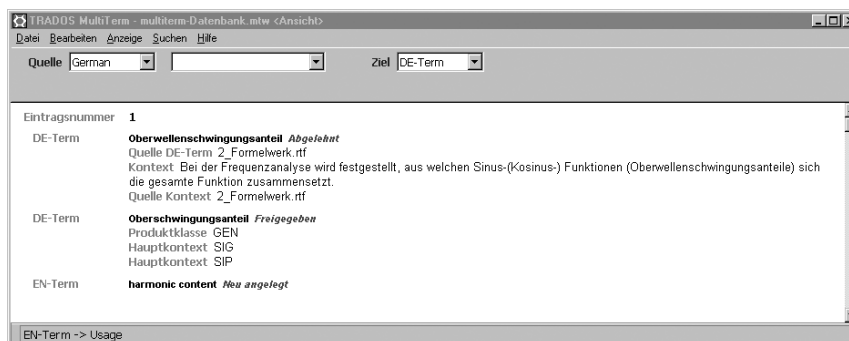 TRADOS MultiTerm - multiterm-Datenbank.mtw <Ansicht>
Datei Bearbeiten Anzeige Suchen Hilfe
Quelle German Ziel DE-Term
Eintragsnummer 1
DE-Term Oberwellenschwingungsanteil Abgelehnt
Quelle DE-Term 2_Formelwerk.rtf
Kontext Bei der Frequenzanalyse wird festgestellt, aus welchen Sinus-(Kosinus-) Funktionen (Oberwellenschwingungsanteile) sich
die gesamte Funktion zusammensetzt.
Quelle Kontext 2_Formelwerk.rtf
DE-Term Oberschwingungsanteil Freigegeben
Produktklasse GEN
Hauptkontext SIG
Hauptkontext SIP
EN-Term harmonic content Neu angelegt
EN-Term -> Usage